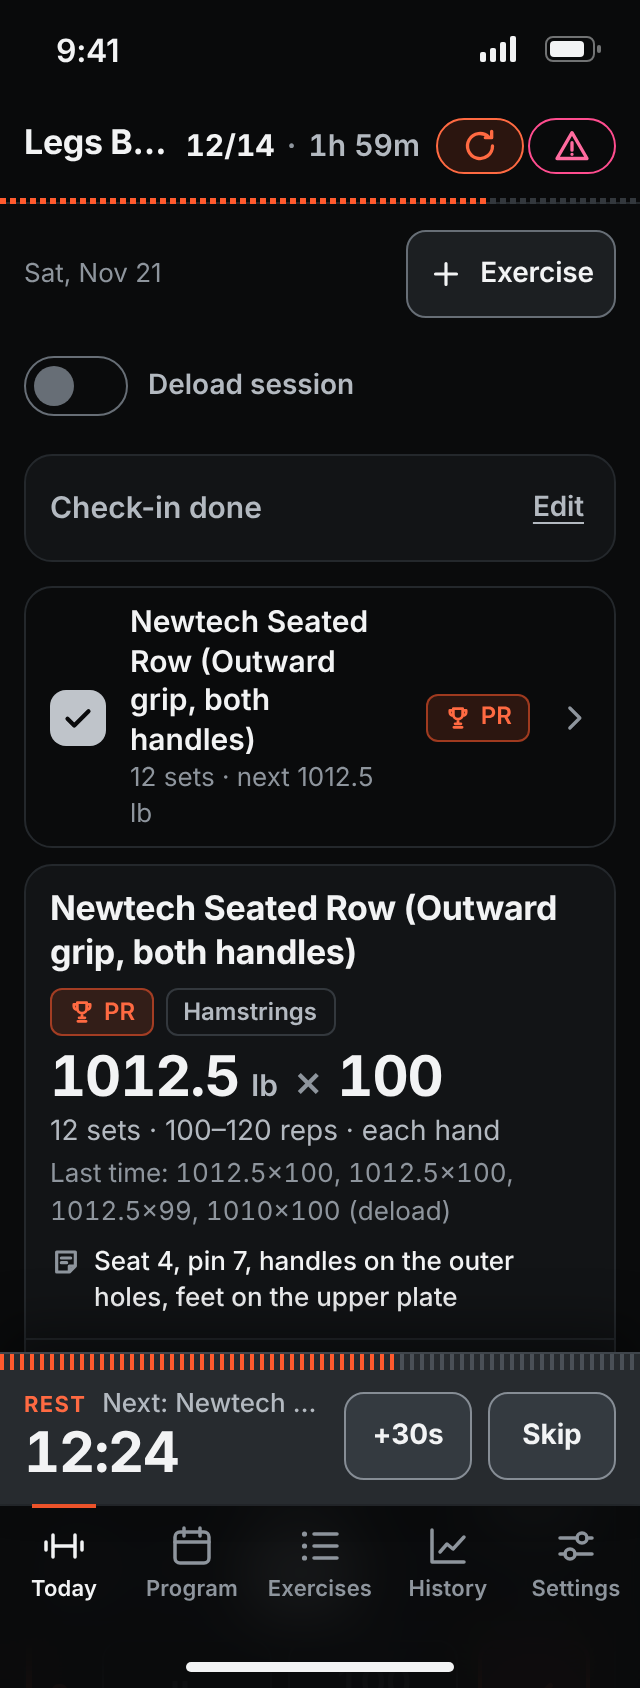 9:41
Legs B… 12/14 · 1h 59m
Sat, Nov 21
Exercise
Deload session
Check-in done
Edit
Newtech Seated
Row (Outward
grip, both
handles)
12 sets · next 1012.5
lb
PR
Newtech Seated Row (Outward
grip, both handles)
PR
Hamstrings
1012.5 lb × 100
12 sets · 100–120 reps · each hand
Last time: 1012.5×100, 1012.5×100,
1012.5×99, 1010×100 (deload)
Seat 4, pin 7, handles on the outer
holes, feet on the upper plate
REST Next: Newtech …
12:24
+30s
Skip
Today
Program
Exercises
History
Settings